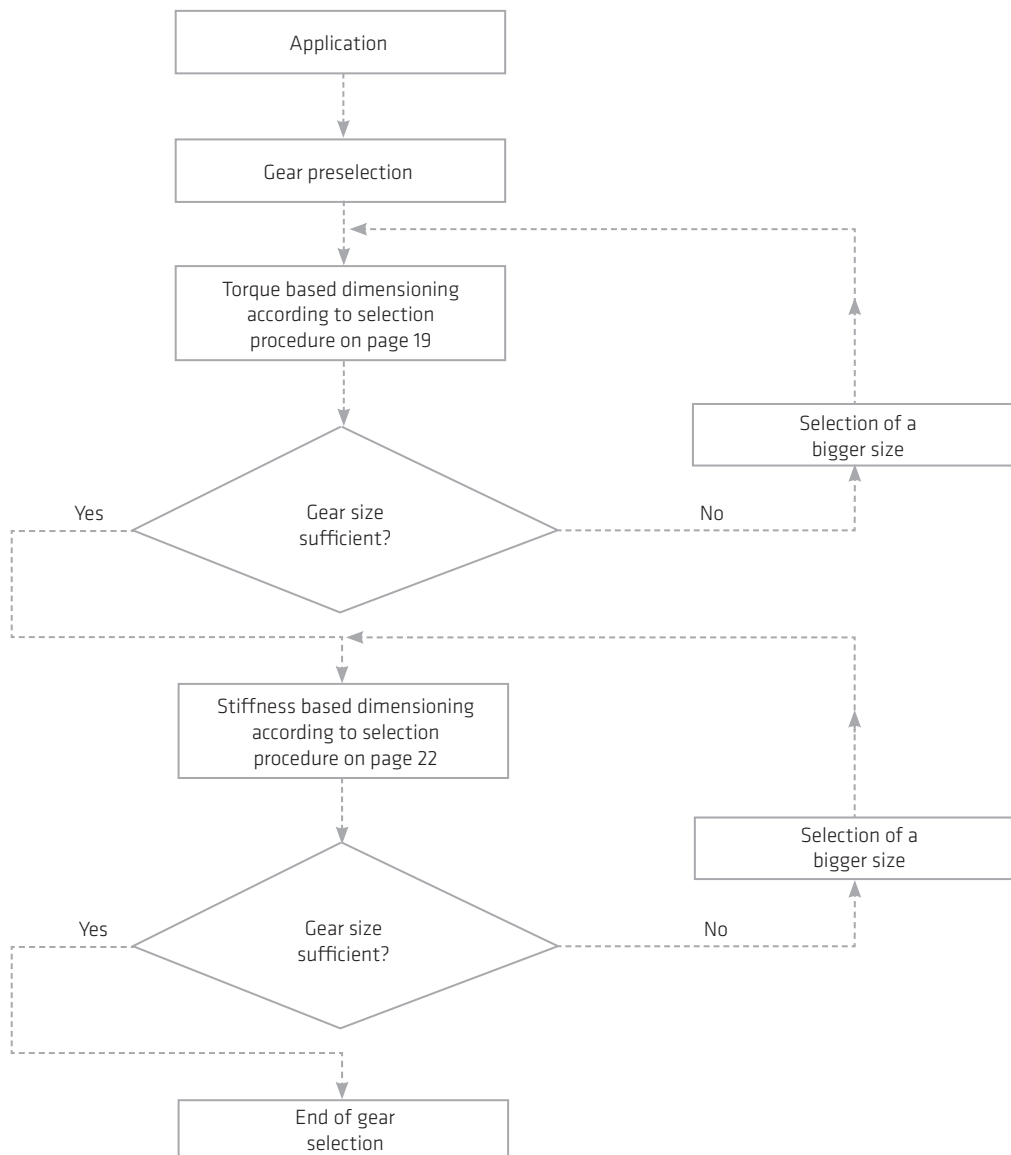 Application
Gear preselection
Torque based dimensioning
according to selection
procedure on page 19
Selection of a
bigger size
Yes
Gear size
sufficient?
No
Stiffness based dimensioning
according to selection
procedure on page 22
Selection of a
bigger size
Yes
Gear size
sufficient?
No
End of gear
selection